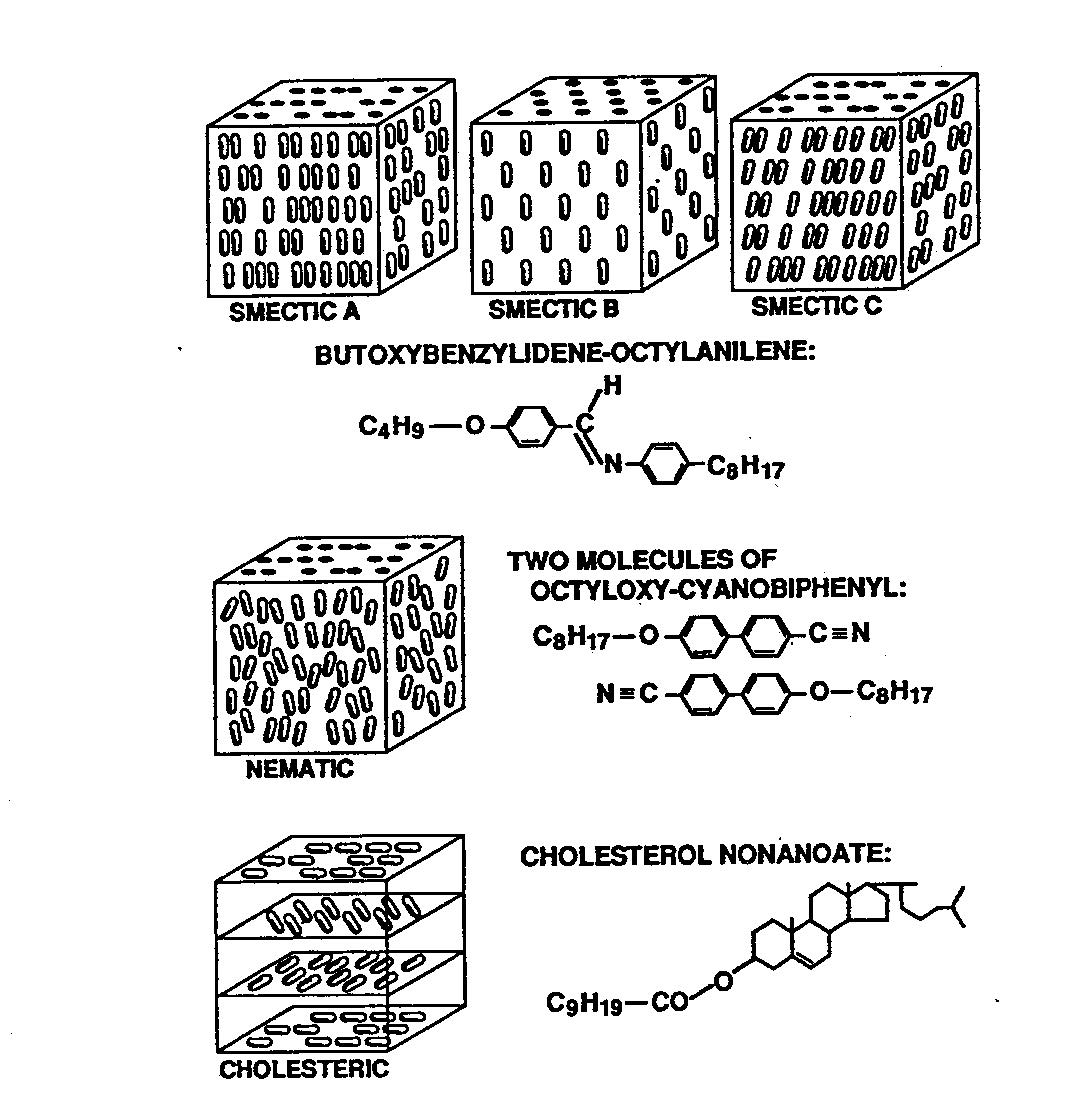 SMECTIC A
SMECTIC B
SMECTIC C
BUTOXYBENZYLIDENE-OCTYLANILENE:
H
C4H9—O
C
N
C8H17
TWO MOLECULES OF
OCTYLOXY-CYANOBIPHENYL:
C8H17—O
C≡N
N≡C
O—C8H17
NEMATIC
CHOLESTEROL NONANOATE:
O
C9H19—CO
CHOLESTERIC